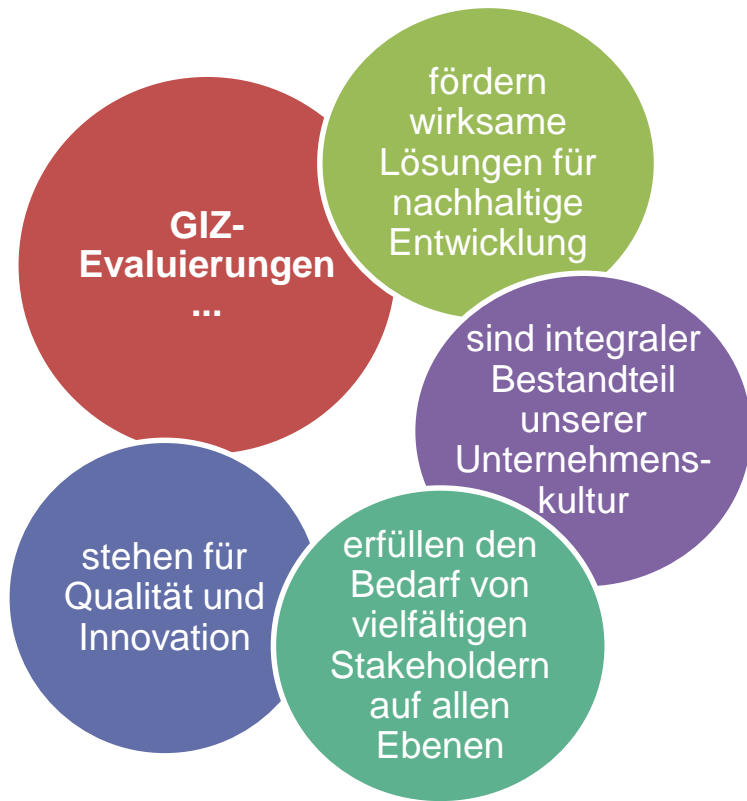 GIZ-
Evaluierungen
...
fördern
wirksame
Lösungen für
nachhaltige
Entwicklung
sind integraler
Bestandteil
unserer
Unternehmens-
kultur
erfüllen den
Bedarf von
vielfältigen
Stakeholdern
auf allen
Ebenen
stehen für
Qualität und
Innovation